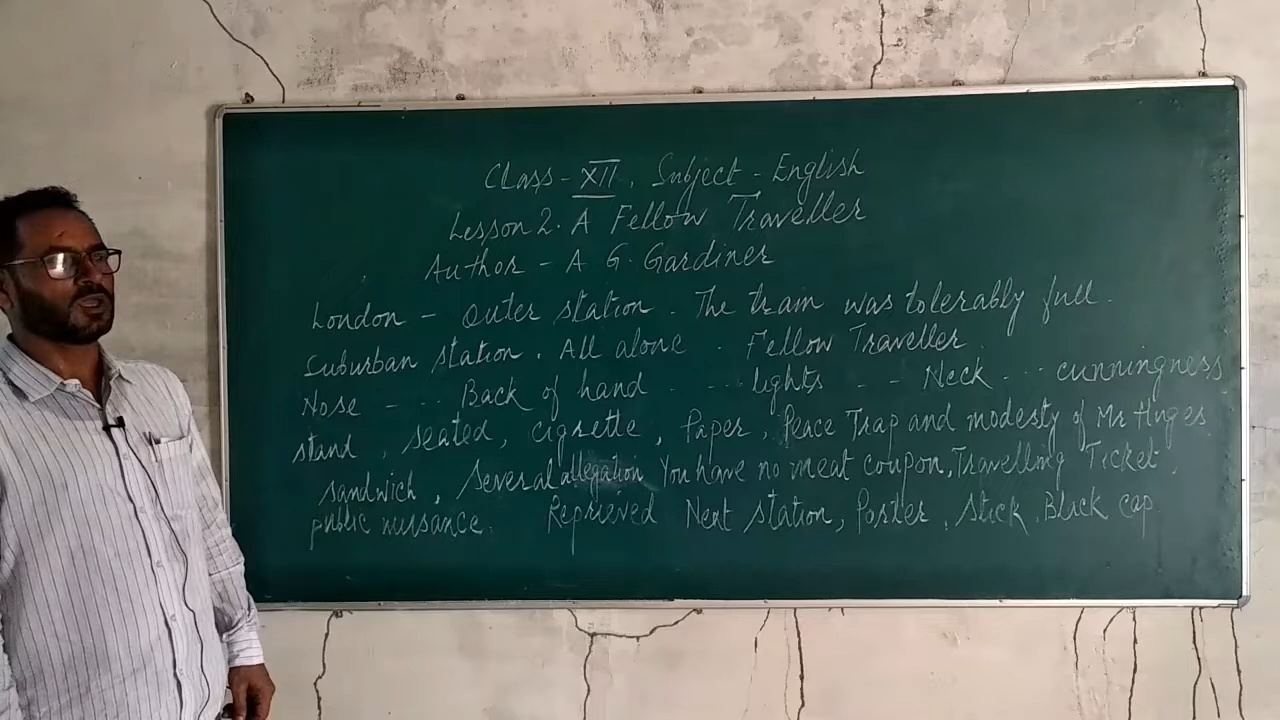 Class - XII, Subject - English
Lesson 2. A Fellow Traveller
Author - A G. Gardiner
London - Outer station. The train was tolerably full.
Suburban station. All alone. Fellow Traveller.
Nose - .. Back of hand .. lights .. Neck ... cunningness
stand, seated, cigrette, Paper, Peace Trap and modesty of Mr Huges
sandwich, Several allegation You have no meat coupon, Travelling Ticket,
public nuisance. Reprieved Next station, Porter, stick, Black cap.